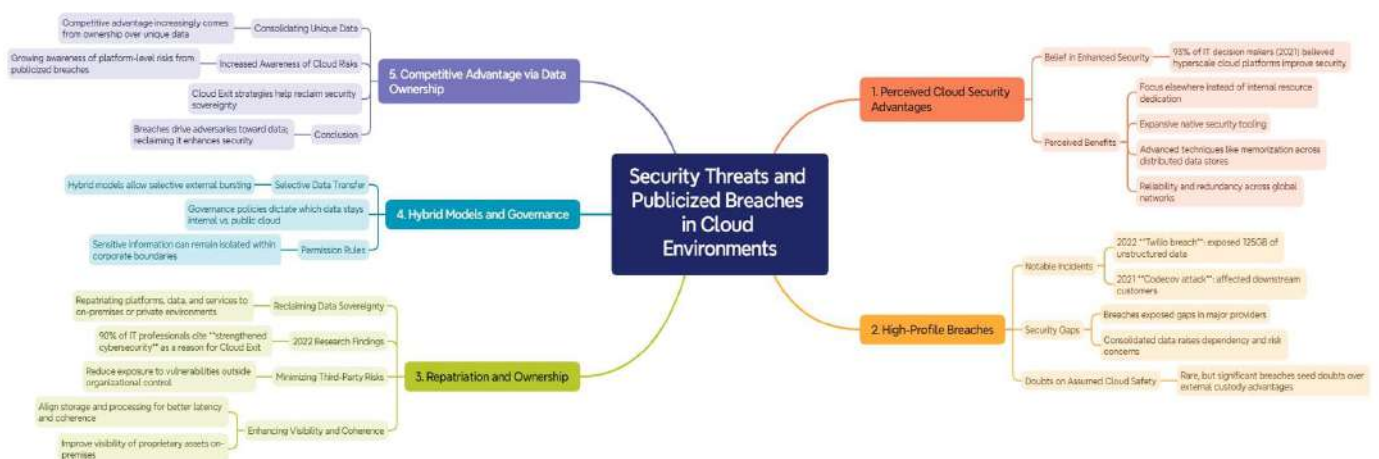 Security Threats and
Publicized Breaches
in Cloud
Environments
1. Perceived Cloud Security
Advantages
Belief in Enhanced Security
93% of IT decision makers (2021) believed
hyperscale cloud platforms improve security.
Perceived Benefits
Focus elsewhere instead of internal resource
dedication
Expansive native security tooling
Advanced techniques like memorization across
distributed data stores
Reliability and redundancy across global
networks
2. High-Profile Breaches
Notable Incidents
2022 **Twilio breach**: exposed 125GB of
unstructured data
2021 **Codecov attack**: affected downstream
customers
Security Gaps
Breaches exposed gaps in major providers
Consolidated data raises dependency and risk
concerns
Doubts on Assumed Cloud Safety
Rare, but significant breaches seed doubts over
external custody advantages
3. Repatriation and Ownership
Reclaiming Data Sovereignty
Repatriating platforms, data, and services to
on-premises or private environments
2022 Research Findings
90% of IT professionals cite **strengthened
cybersecurity** as a reason for Cloud Exit
Minimizing Third-Party Risks
Reduce exposure to vulnerabilities outside
organizational control
Enhancing Visibility and Coherence
Align storage and processing for better latency
and coherence
Improve visibility of proprietary assets on-
premises
4. Hybrid Models and Governance
Selective Data Transfer
Hybrid models allow selective external bursting
Governance policies dictate which data stays
internal vs public cloud
Permission Rules
Sensitive information can remain isolated within
corporate boundaries
5. Competitive Advantage via Data
Ownership
Consolidating Unique Data
Competitive advantage increasingly comes
from ownership over unique data
Increased Awareness of Cloud Risks
Growing awareness of platform-level risks from
publicized breaches
Cloud Exit strategies help reclaim security
sovereignty
Conclusion
Breaches drive adversaries toward data;
reclaiming it enhances security